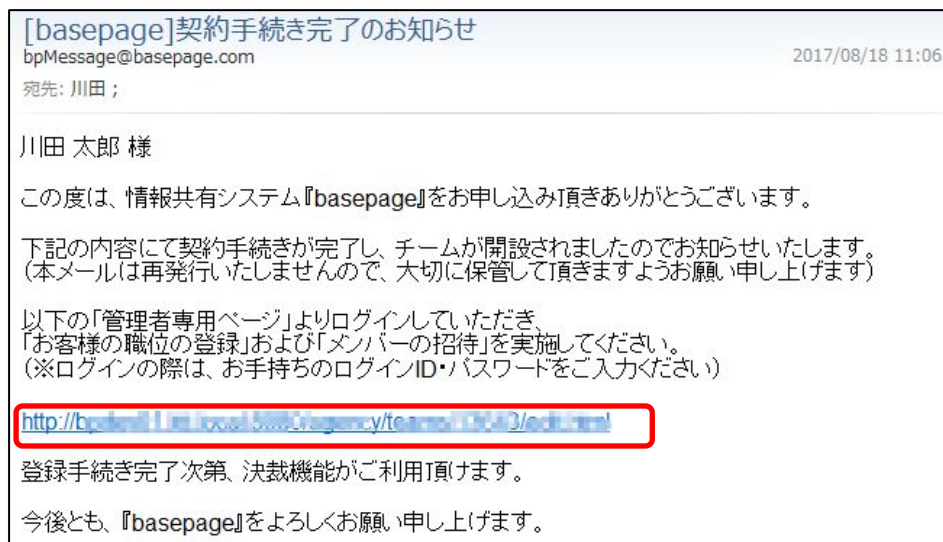 [basepage]契約手続き完了のお知らせ
bpMessage@basepage.com
2017/08/18 11:06
宛先: 川田 ;
川田 太郎 様
この度は、情報共有システム『basepage』をお申し込み頂きありがとうございます。
下記の内容にて契約手続きが完了し、チームが開設されましたのでお知らせいたします。
(本メールは再発行いたしませんので、大切に保管して頂きますようお願い申し上げます)
以下の「管理者専用ページ」よりログインしていただき、
「お客様の職位の登録」および「メンバーの招待」を実施してください。
(※ログインの際は、お手持ちのログインID・パスワードをご入力ください)
http://b
登録手続き完了次第、決裁機能がご利用頂けます。
今後とも、『basepage』をよろしくお願い申し上げます。